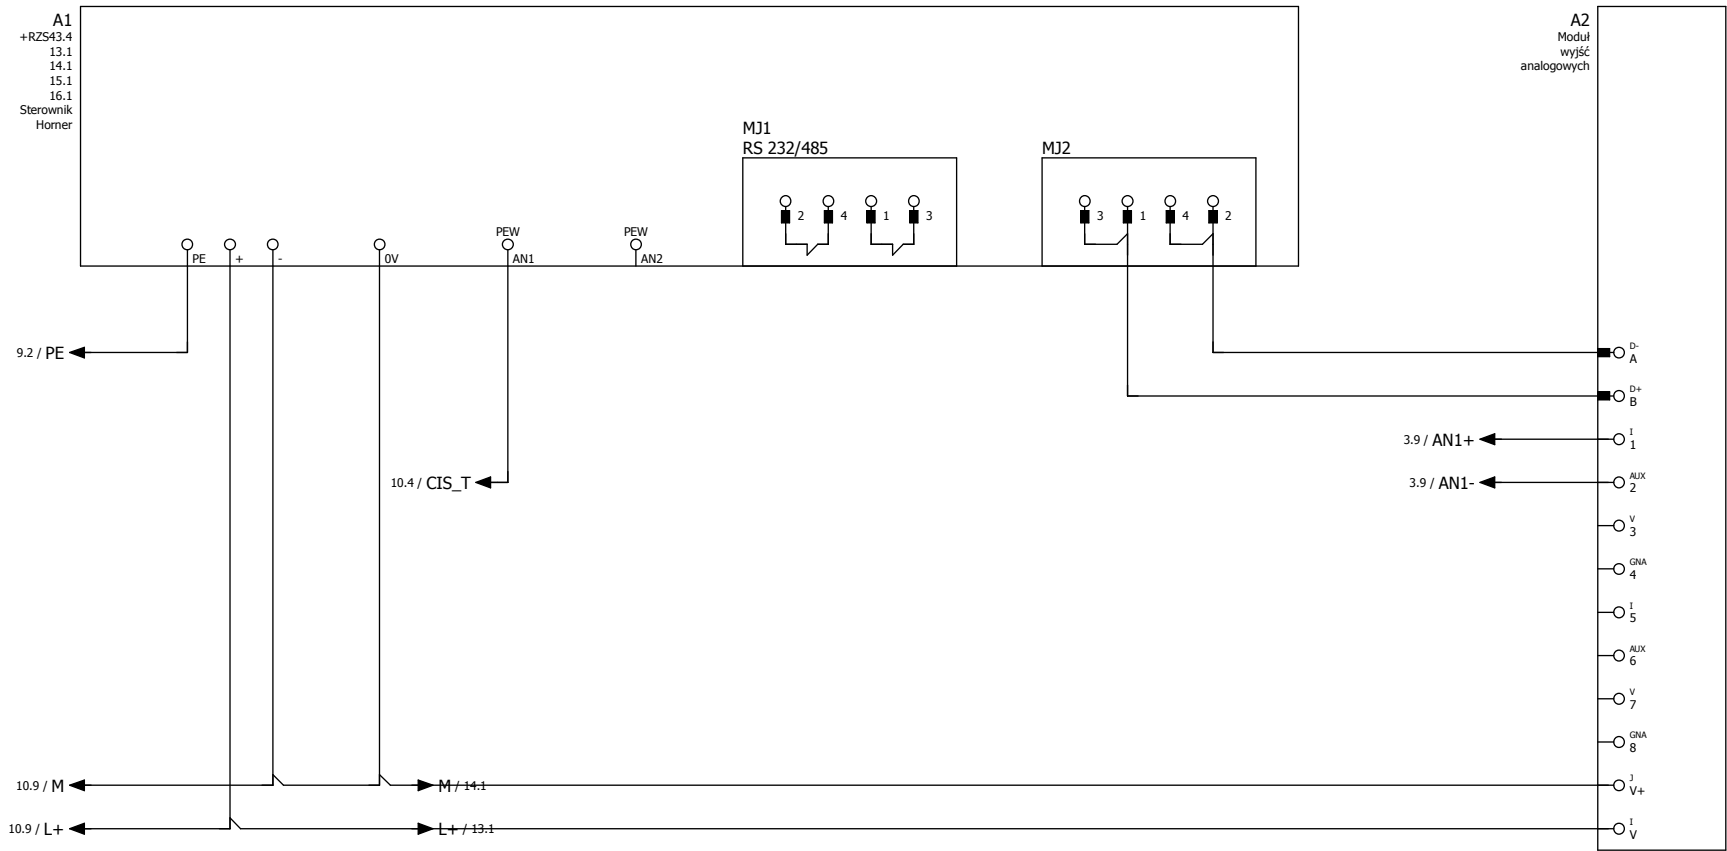 A1
+RZS43.4
13.1
14.1
15.1
16.1
Sterownik
Horner
A2
Moduł
wyjść
analogowych
MJ1
RS 232/485
MJ2
2 4 1 3
3 1 4 2
PEW
PEW
PE + - 0V AN1 AN2
9.2 / PE
D-
A
D+
B
3.9 / AN1+
I
1
10.4 / CIS_T
3.9 / AN1-
AUX
2
V
3
GNA
4
I
5
AUX
6
V
7
GNA
8
10.9 / M
M / 14.1
J
V+
10.9 / L+
L+ / 13.1
I
V